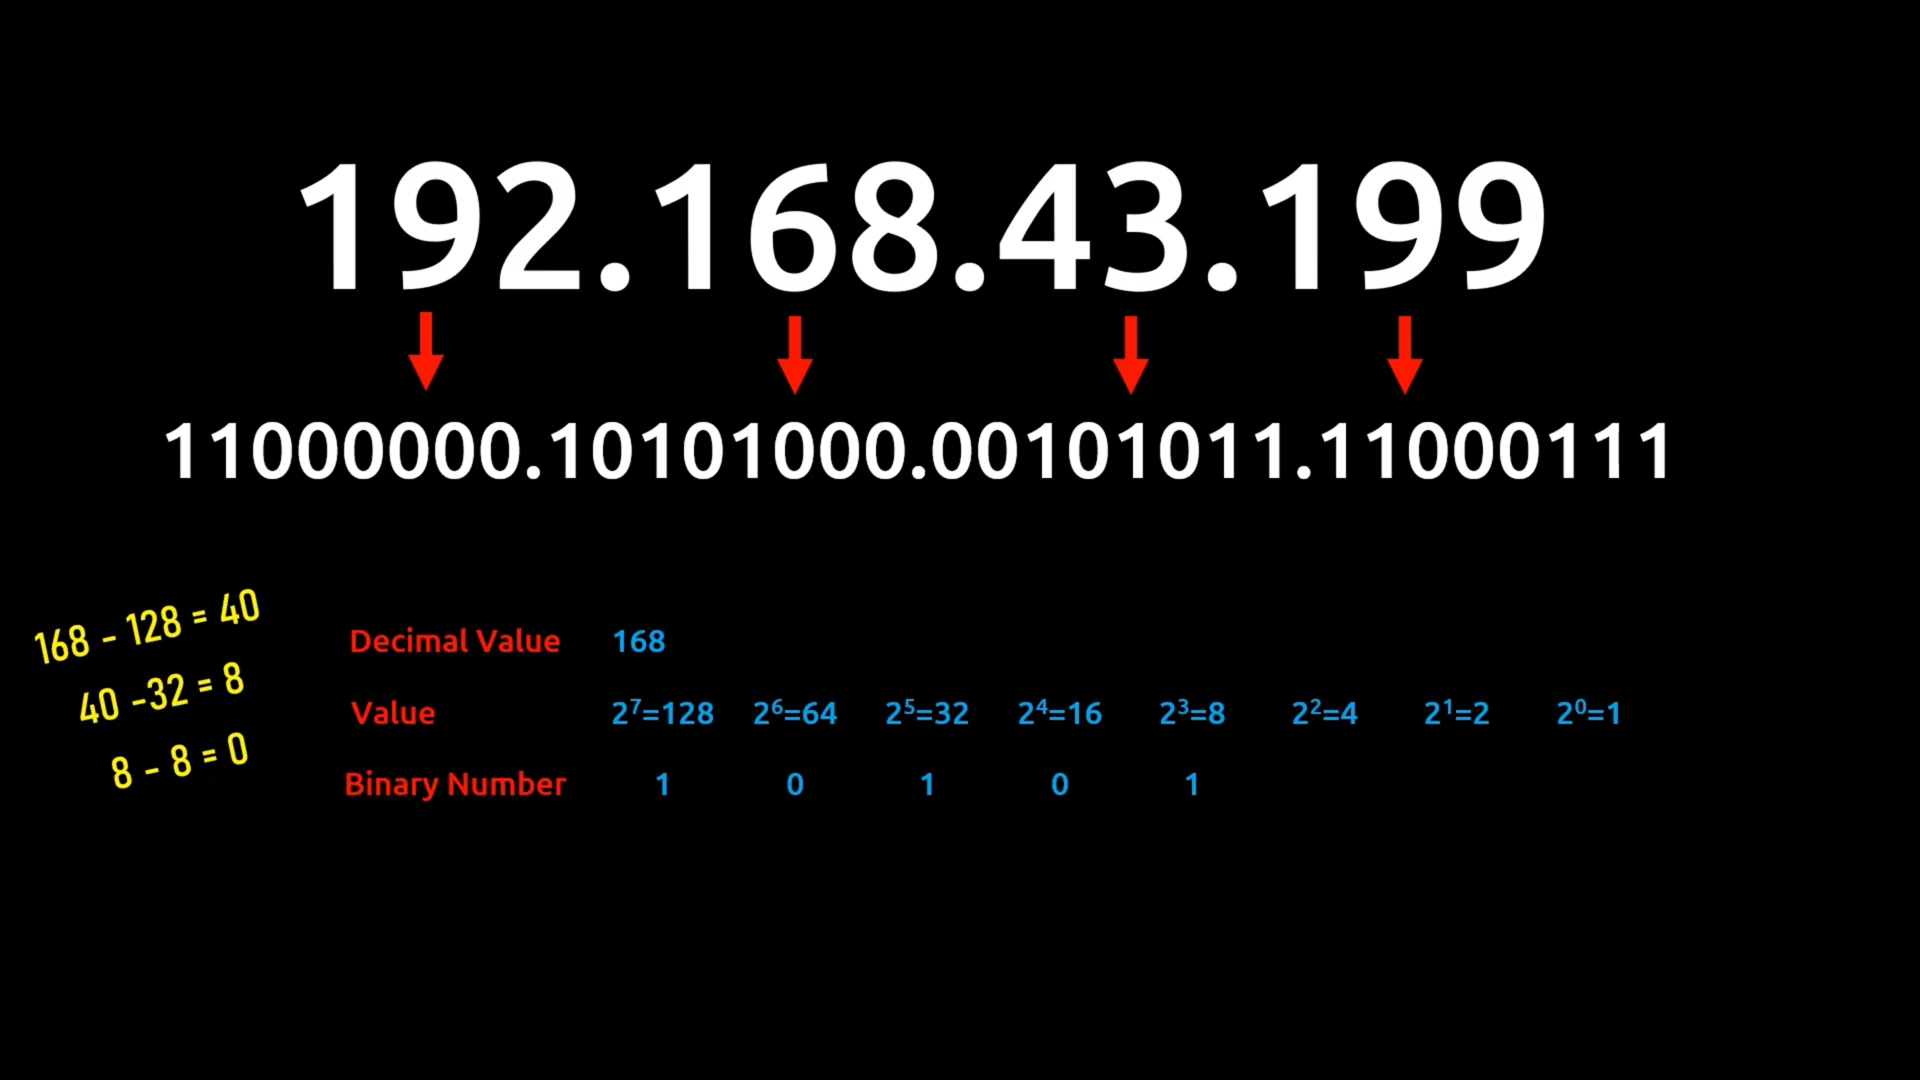 192.168.43.199
11000000.10101000.00101011.11000111
168 - 128 = 40
40 -32 = 8
8 - 8 = 0
Decimal Value 168
Value 2⁷=128 2⁶=64 2⁵=32 2⁴=16 2³=8 2²=4 2¹=2 2⁰=1
Binary Number 1 0 1 0 1